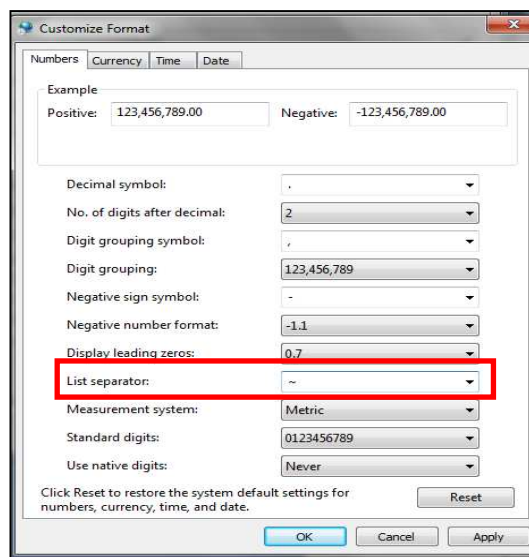 Customize Format
Numbers Currency Time Date
Example
Positive: 123,456,789.00 Negative: -123,456,789.00
Decimal symbol: .
No. of digits after decimal: 2
Digit grouping symbol: ,
Digit grouping: 123,456,789
Negative sign symbol: -
Negative number format: -1.1
Display leading zeros: 0.7
List separator: ~
Measurement system: Metric
Standard digits: 0123456789
Use native digits: Never
Click Reset to restore the system default settings for
numbers, currency, time, and date.
Reset
OK Cancel Apply